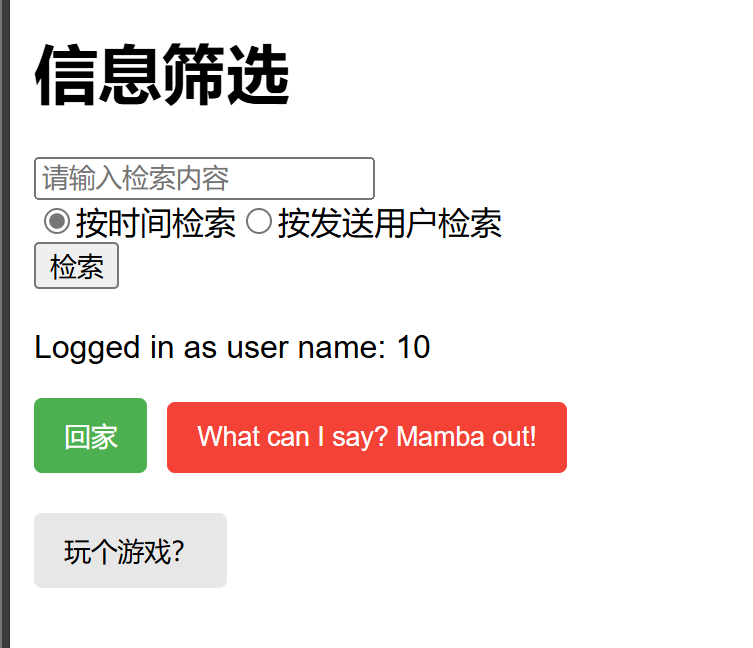 信息筛选
请输入检索内容
按时间检索 按发送用户检索
检索
Logged in as user name: 10
回家 What can I say? Mamba out!
玩个游戏?